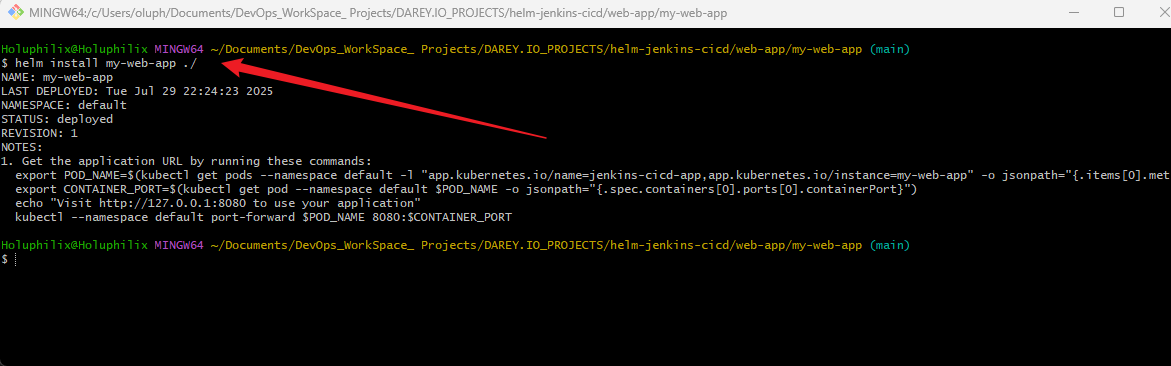 MINGW64:/c/Users/oluph/Documents/DevOps_WorkSpace_ Projects/DAREY.IO_PROJECTS/helm-jenkins-cicd/web-app/my-web-app
Holuphilix@Holuphilix MINGW64 ~/Documents/DevOps_WorkSpace_ Projects/DAREY.IO_PROJECTS/helm-jenkins-cicd/web-app/my-web-app (main)
$ helm install my-web-app ./
NAME: my-web-app
LAST DEPLOYED: Tue Jul 29 22:24:23 2025
NAMESPACE: default
STATUS: deployed
REVISION: 1
NOTES:
1. Get the application URL by running these commands:
  export POD_NAME=$(kubectl get pods --namespace default -l "app.kubernetes.io/name=jenkins-cicd-app,app.kubernetes.io/instance=my-web-app" -o jsonpath="{.items[0].met
  export CONTAINER_PORT=$(kubectl get pod --namespace default $POD_NAME -o jsonpath="{.spec.containers[0].ports[0].containerPort}")
  echo "Visit http://127.0.0.1:8080 to use your application"
  kubectl --namespace default port-forward $POD_NAME 8080:$CONTAINER_PORT
Holuphilix@Holuphilix MINGW64 ~/Documents/DevOps_WorkSpace_ Projects/DAREY.IO_PROJECTS/helm-jenkins-cicd/web-app/my-web-app (main)
$